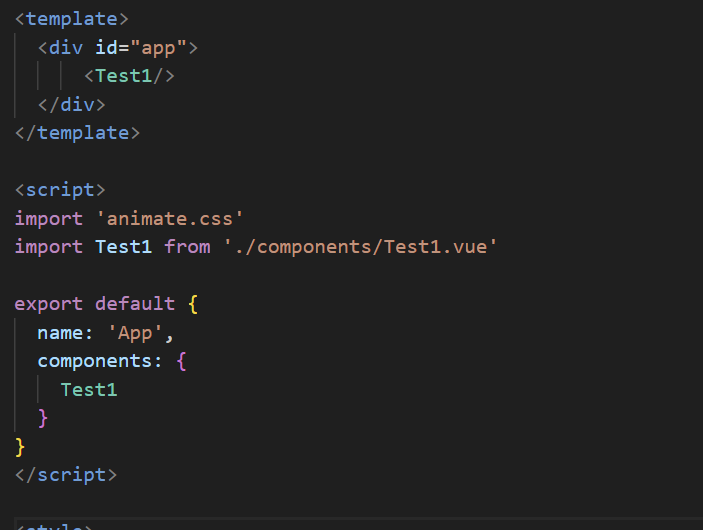 <template>
  <div id="app">
      <Test1/>
  </div>
</template>

<script>
import 'animate.css'
import Test1 from './components/Test1.vue'

export default {
  name: 'App',
  components: {
    Test1
  }
}
</script>

<style>